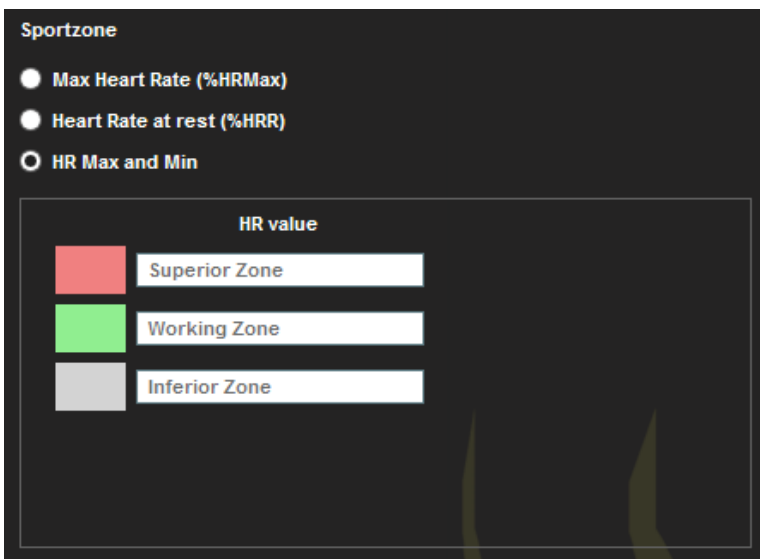 Sportzone
Max Heart Rate (%HRMax)
Heart Rate at rest (%HRR)
HR Max and Min
HR value
Superior Zone
Working Zone
Inferior Zone